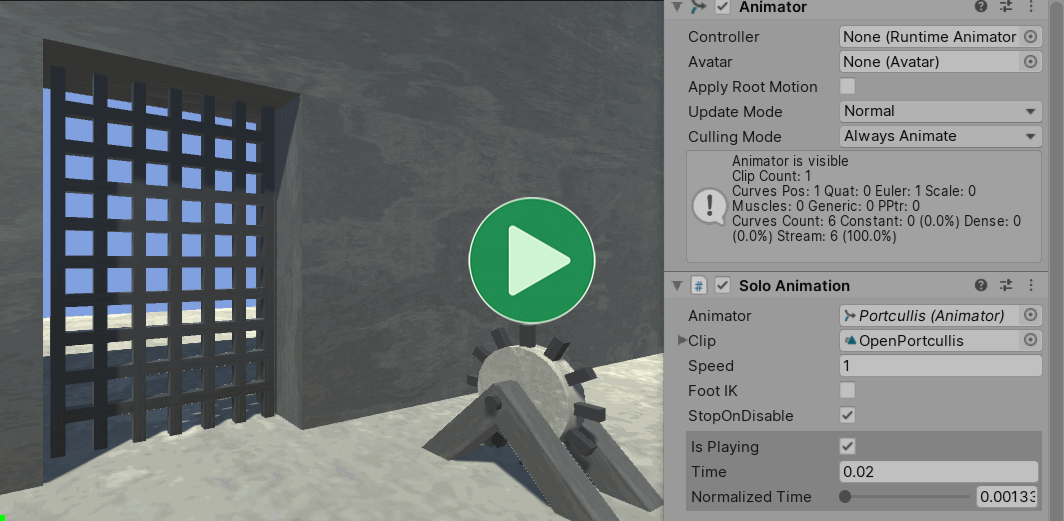 Animator
Controller None (Runtime Animator
Avatar None (Avatar)
Apply Root Motion
Update Mode Normal
Culling Mode Always Animate
Animator is visible
Clip Count: 1
Curves Pos: 1 Quat: 0 Euler: 1 Scale: 0
Muscles: 0 Generic: 0 PPtr: 0
Curves Count: 6 Constant: 0 (0.0%) Dense: 0
(0.0%) Stream: 6 (100.0%)
# Solo Animation
Animator Portcullis (Animator)
Clip OpenPortcullis
Speed 1
Foot IK
StopOnDisable
Is Playing
Time 0.02
Normalized Time 0.00133